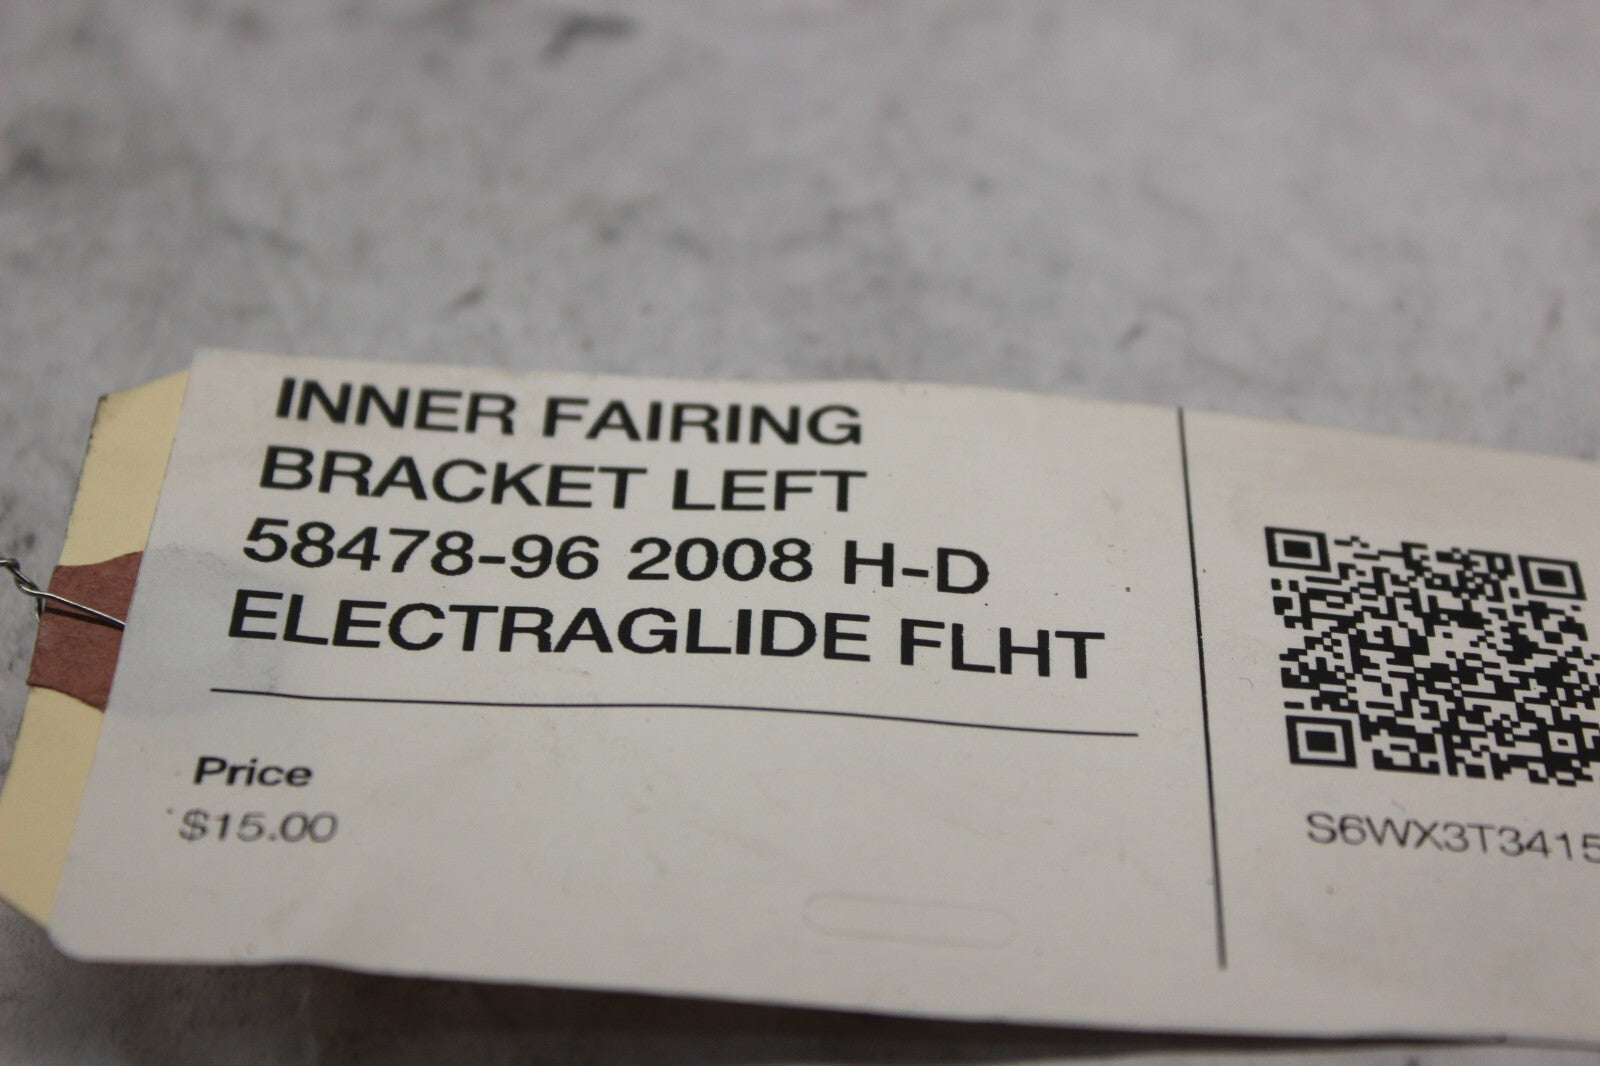 INNER FAIRING
BRACKET LEFT
58478-96 2008 H-D
ELECTRAGLIDE FLHT
Price
$15.00
S6WX3T3415